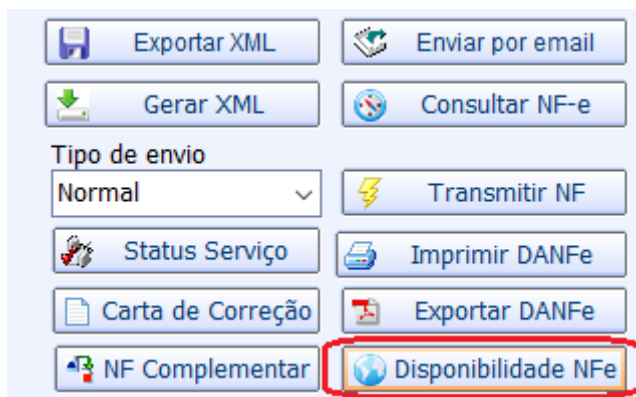 Exportar XML
Enviar por email
Gerar XML
Consultar NF-e
Tipo de envio
Normal
Transmitir NF
Status Serviço
Imprimir DANFe
Carta de Correção
Exportar DANFe
NF Complementar
Disponibilidade NFe